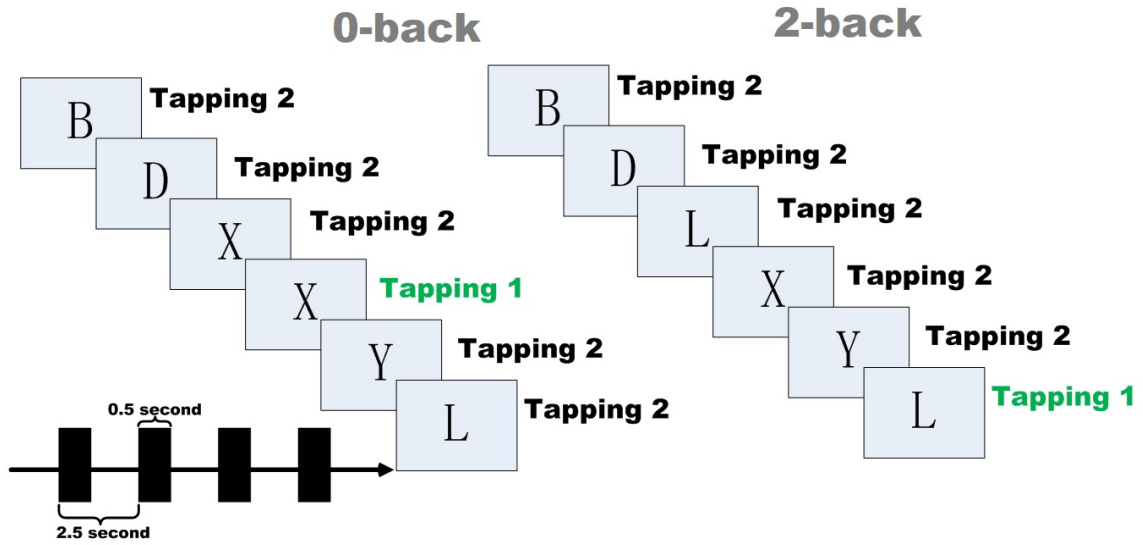 0-back
B
Tapping 2
D
Tapping 2
X
Tapping 2
X
Tapping 1
Y
Tapping 2
L
Tapping 2
0.5 second
2.5 second
2-back
B
Tapping 2
D
Tapping 2
L
Tapping 2
X
Tapping 2
Y
Tapping 2
L
Tapping 1